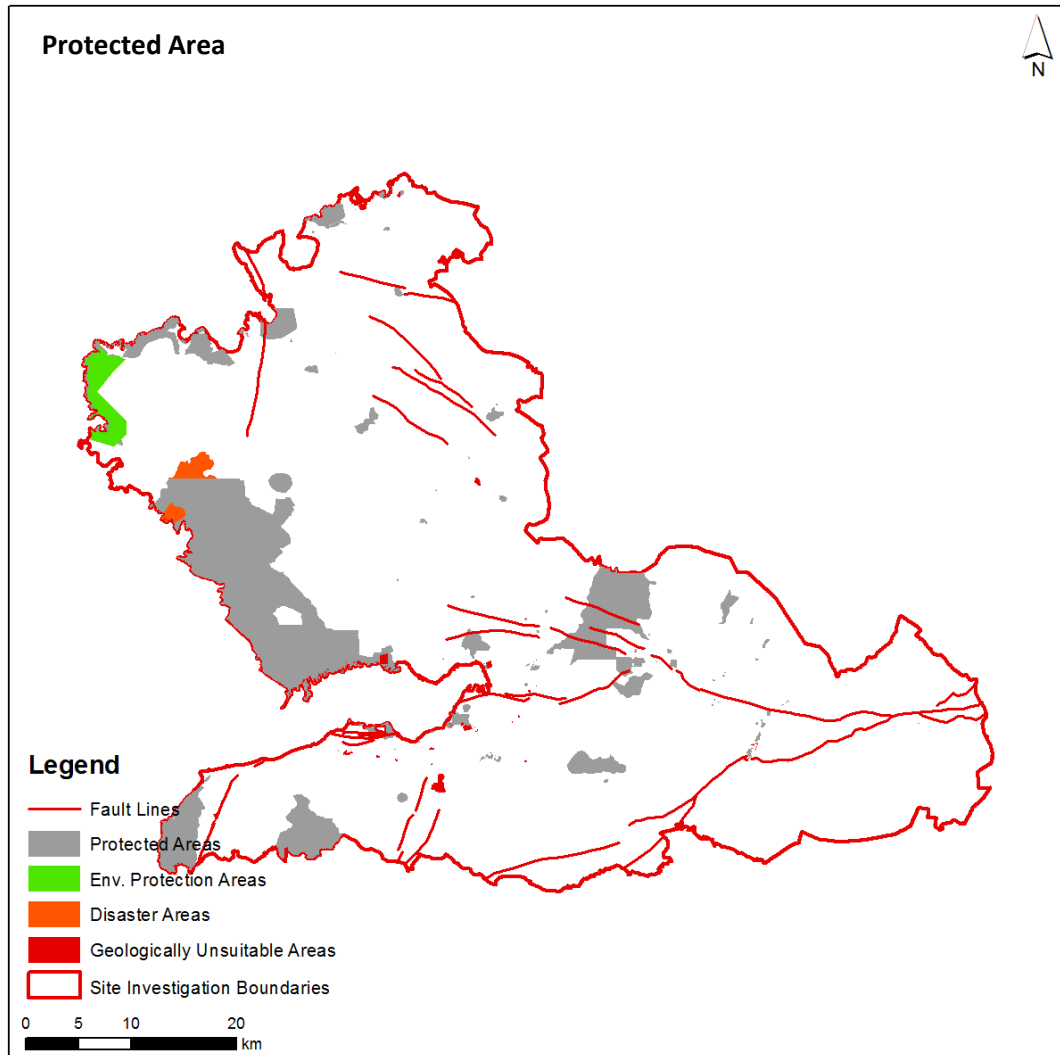 Protected Area
N
Legend
Fault Lines
Protected Areas
Env. Protection Areas
Disaster Areas
Geologically Unsuitable Areas
Site Investigation Boundaries
0 5 10 20
km